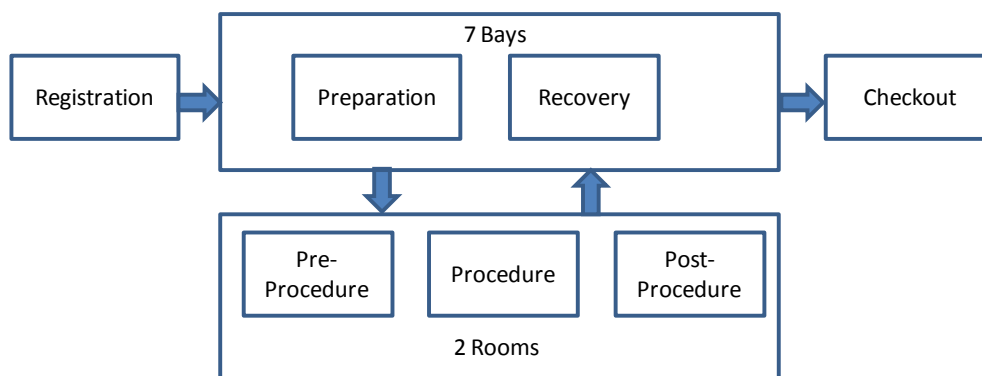 7 Bays
Registration
Preparation
Recovery
Checkout
Pre-
Procedure
Procedure
Post-
Procedure
2 Rooms